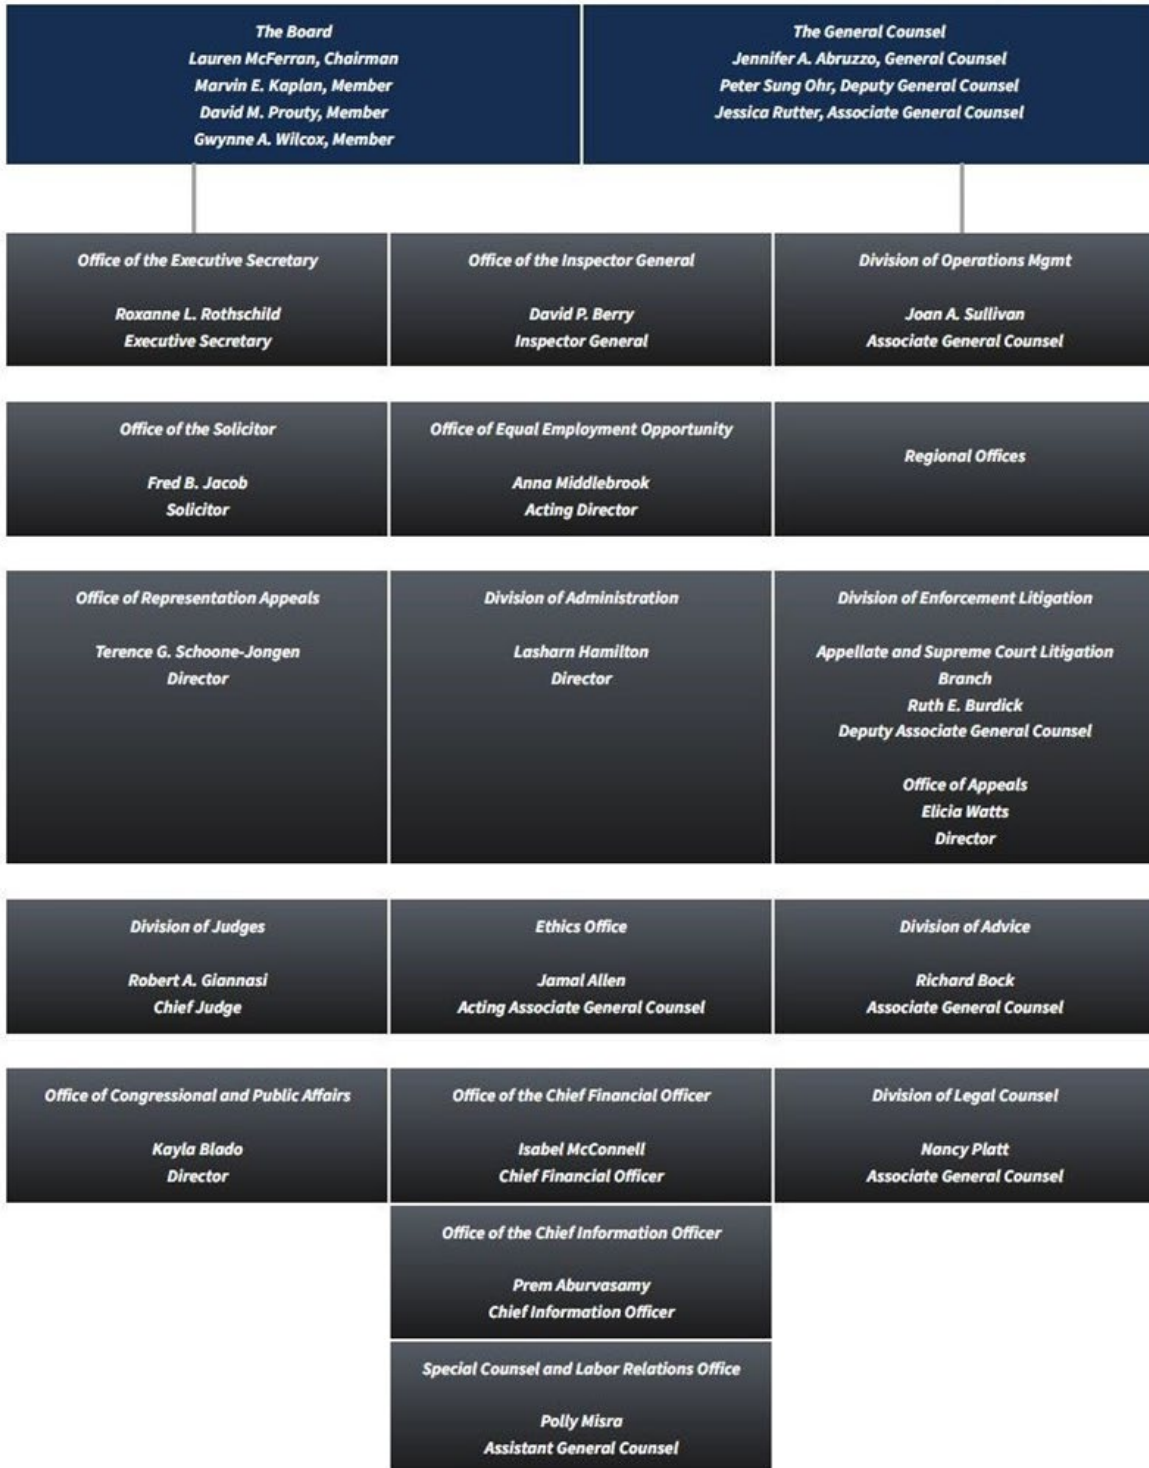 The Board
Lauren McFerran, Chairman
Marvin E. Kaplan, Member
David M. Prouty, Member
Gwynne A. Wilcox, Member
The General Counsel
Jennifer A. Abruzzo, General Counsel
Peter Sung Ohr, Deputy General Counsel
Jessica Rutter, Associate General Counsel
Office of the Executive Secretary
Roxanne L. Rothschild
Executive Secretary
Office of the Inspector General
David P. Berry
Inspector General
Division of Operations Mgmt
Joan A. Sullivan
Associate General Counsel
Office of the Solicitor
Fred B. Jacob
Solicitor
Office of Equal Employment Opportunity
Anna Middlebrook
Acting Director
Regional Offices
Office of Representation Appeals
Terence G. Schoone-Jongen
Director
Division of Administration
Lasharn Hamilton
Director
Division of Enforcement Litigation
Appellate and Supreme Court Litigation
Branch
Ruth E. Burdick
Deputy Associate General Counsel
Office of Appeals
Elicia Watts
Director
Division of Judges
Robert A. Giannasi
Chief Judge
Ethics Office
Jamal Allen
Acting Associate General Counsel
Division of Advice
Richard Bock
Associate General Counsel
Office of Congressional and Public Affairs
Kayla Blado
Director
Office of the Chief Financial Officer
Isabel McConnell
Chief Financial Officer
Division of Legal Counsel
Nancy Platt
Associate General Counsel
Office of the Chief Information Officer
Prem Aburvasamy
Chief Information Officer
Special Counsel and Labor Relations Office
Polly Misra
Assistant General Counsel